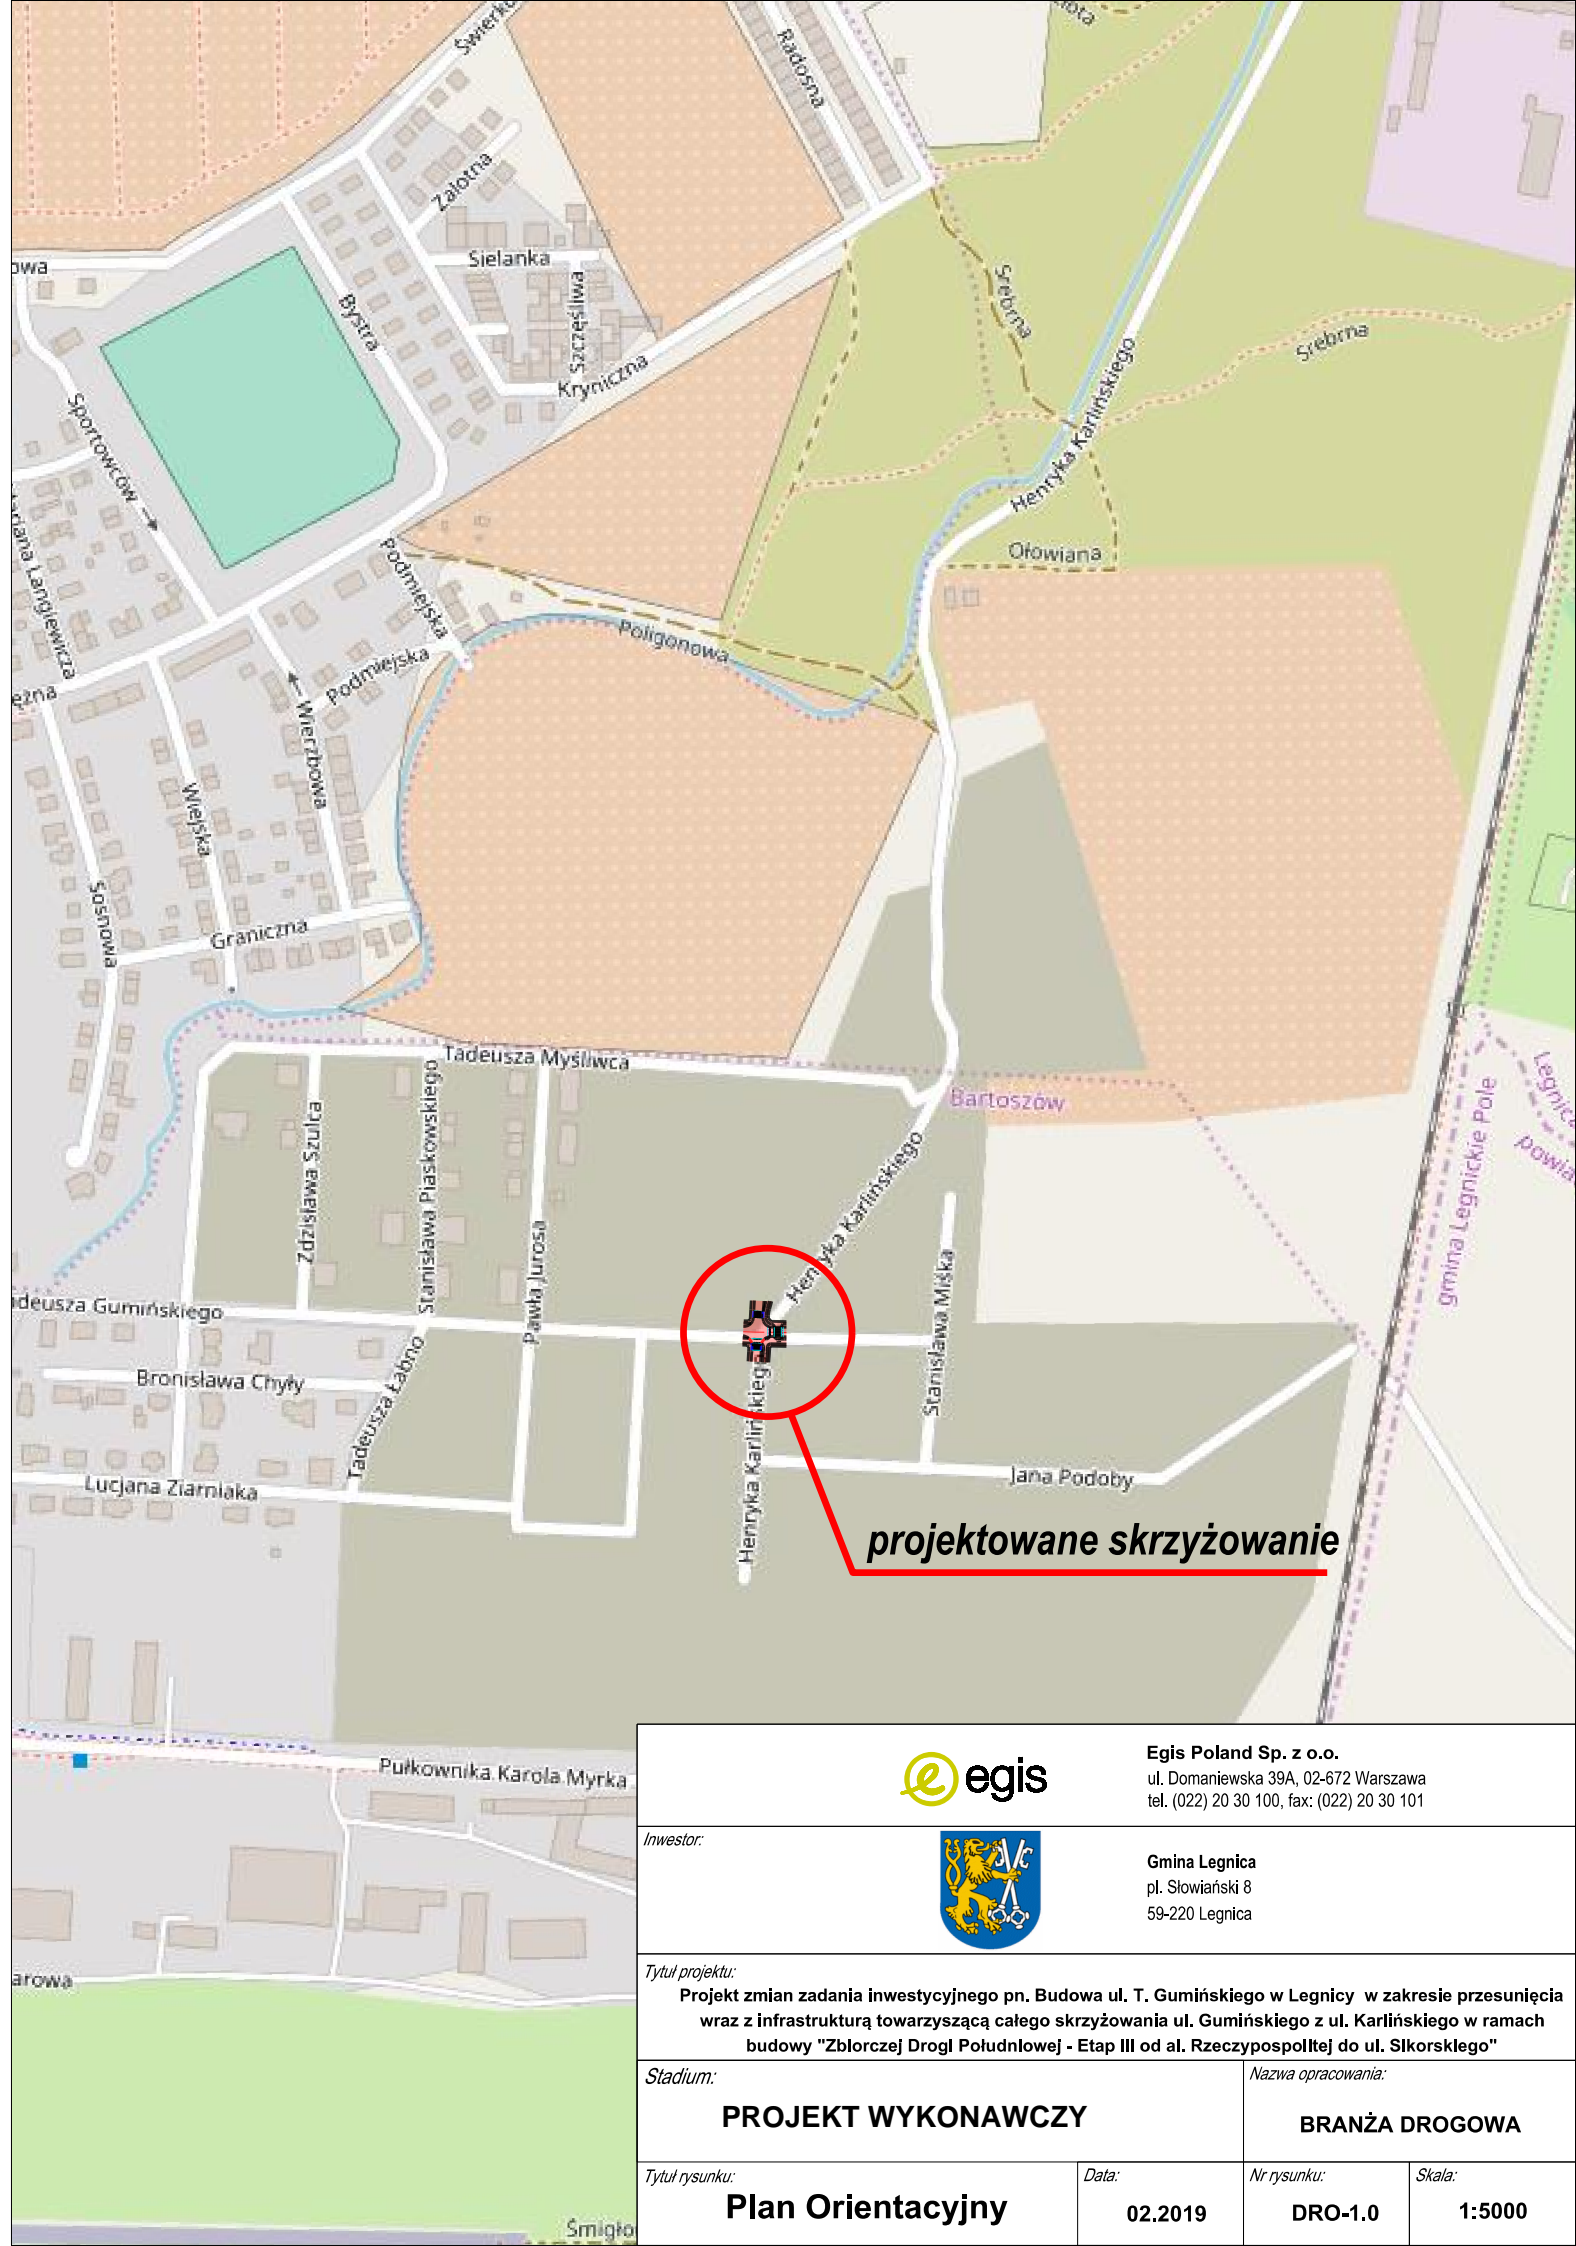 Złota
Radosna
Zalotna
Sielanka
Szczęśliwa
Bystra
Kryniczna
Srebrna
Srebrna
Henryka Karlińskiego
Henryka Karlińskiego
Sportowców
Ołowiana
Podmiejska
Poligonowa
Podmiejska
Wierzbowa
Wiejska
Sosnowa
Graniczna
Tadeusza Myśliwca
Bartoszów
gmina Legnickie Pole
Zdzisława Szulca
Stanisława Piaskowskiego
Pawła Jurosa
Henryka Karlińskiego
Stanisława Miśka
deusza Gumińskiego
Bronisława Chyły
Tadeusza Łabno
Lucjana Ziarniaka
Henryka Karlińskieg
Jana Podoby
projektowane skrzyżowanie
Pułkownika Karola Myrka
arowa
Śmigło
egis
Egis Poland Sp. z o.o.
ul. Domaniewska 39A, 02-672 Warszawa
tel. (022) 20 30 100, fax: (022) 20 30 101
Inwestor:
Gmina Legnica
pl. Słowiański 8
59-220 Legnica
Tytuł projektu:
Projekt zmian zadania inwestycyjnego pn. Budowa ul. T. Gumińskiego w Legnicy w zakresie przesunięcia
wraz z infrastrukturą towarzyszącą całego skrzyżowania ul. Gumińskiego z ul. Karlińskiego w ramach
budowy "Zbiorczej Drogi Południowej - Etap III od al. Rzeczypospolitej do ul. Sikorskiego"
Stadium:
PROJEKT WYKONAWCZY
Nazwa opracowania:
BRANŻA DROGOWA
Tytuł rysunku:
Plan Orientacyjny
Data:
02.2019
Nr rysunku:
DRO-1.0
Skala:
1:5000